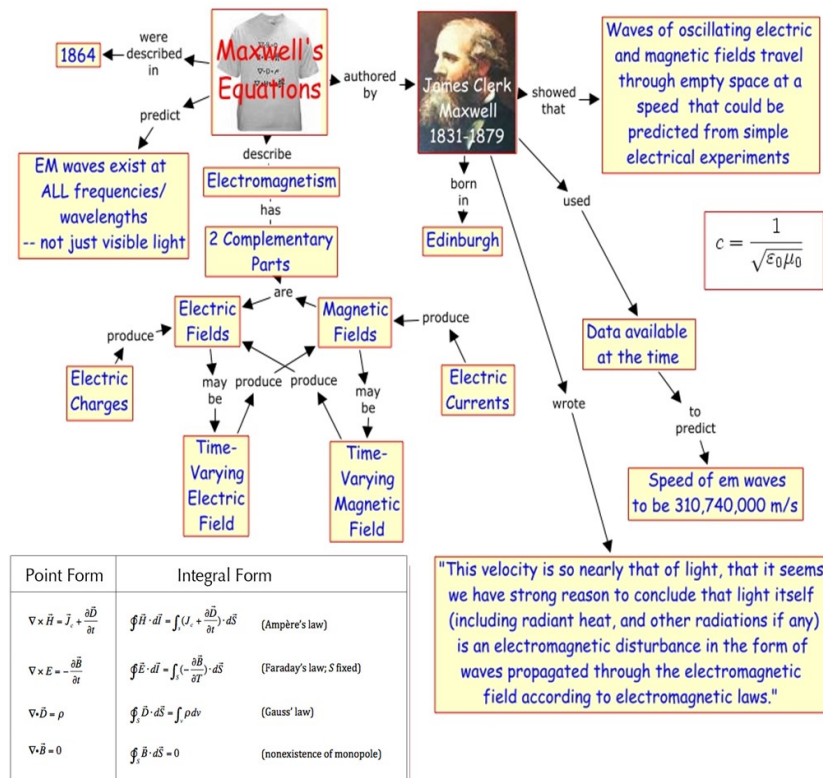 were
described
in
1864
Maxwell's
Equations
authored
by
James Clerk
Maxwell
1831-1879
showed
that
Waves of oscillating electric
and magnetic fields travel
through empty space at a
speed that could be
predicted from simple
electrical experiments
predict
EM waves exist at
ALL frequencies/
wavelengths
-- not just visible light
describe
Electromagnetism
has
2 Complementary
Parts
are
born
in
Edinburgh
used
c = 1/√(ε₀μ₀)
Electric
Fields
Magnetic
Fields
produce
produce
Electric
Charges
may
be
produce
produce
may
be
Electric
Currents
Data available
at the time
wrote
to
predict
Time-
Varying
Electric
Field
Time-
Varying
Magnetic
Field
Speed of em waves
to be 310,740,000 m/s
"This velocity is so nearly that of light, that it seems
we have strong reason to conclude that light itself
(including radiant heat, and other radiations if any)
is an electromagnetic disturbance in the form of
waves propagated through the electromagnetic
field according to electromagnetic laws."
Point Form Integral Form
∇ × H⃗ = J⃗c + ∂D⃗/∂t ∮H⃗ · dl⃗ = ∫s(Jc + ∂D⃗/∂t) · dS⃗ (Ampère's law)
∇ × E = −∂B⃗/∂t ∮E⃗ · dl⃗ = ∫s(−∂B⃗/∂T) · dS⃗ (Faraday's law; S fixed)
∇•D⃗ = ρ ∮s D⃗ · dS⃗ = ∫v ρdv (Gauss' law)
∇•B⃗ = 0 ∮s B⃗ · dS⃗ = 0 (nonexistence of monopole)